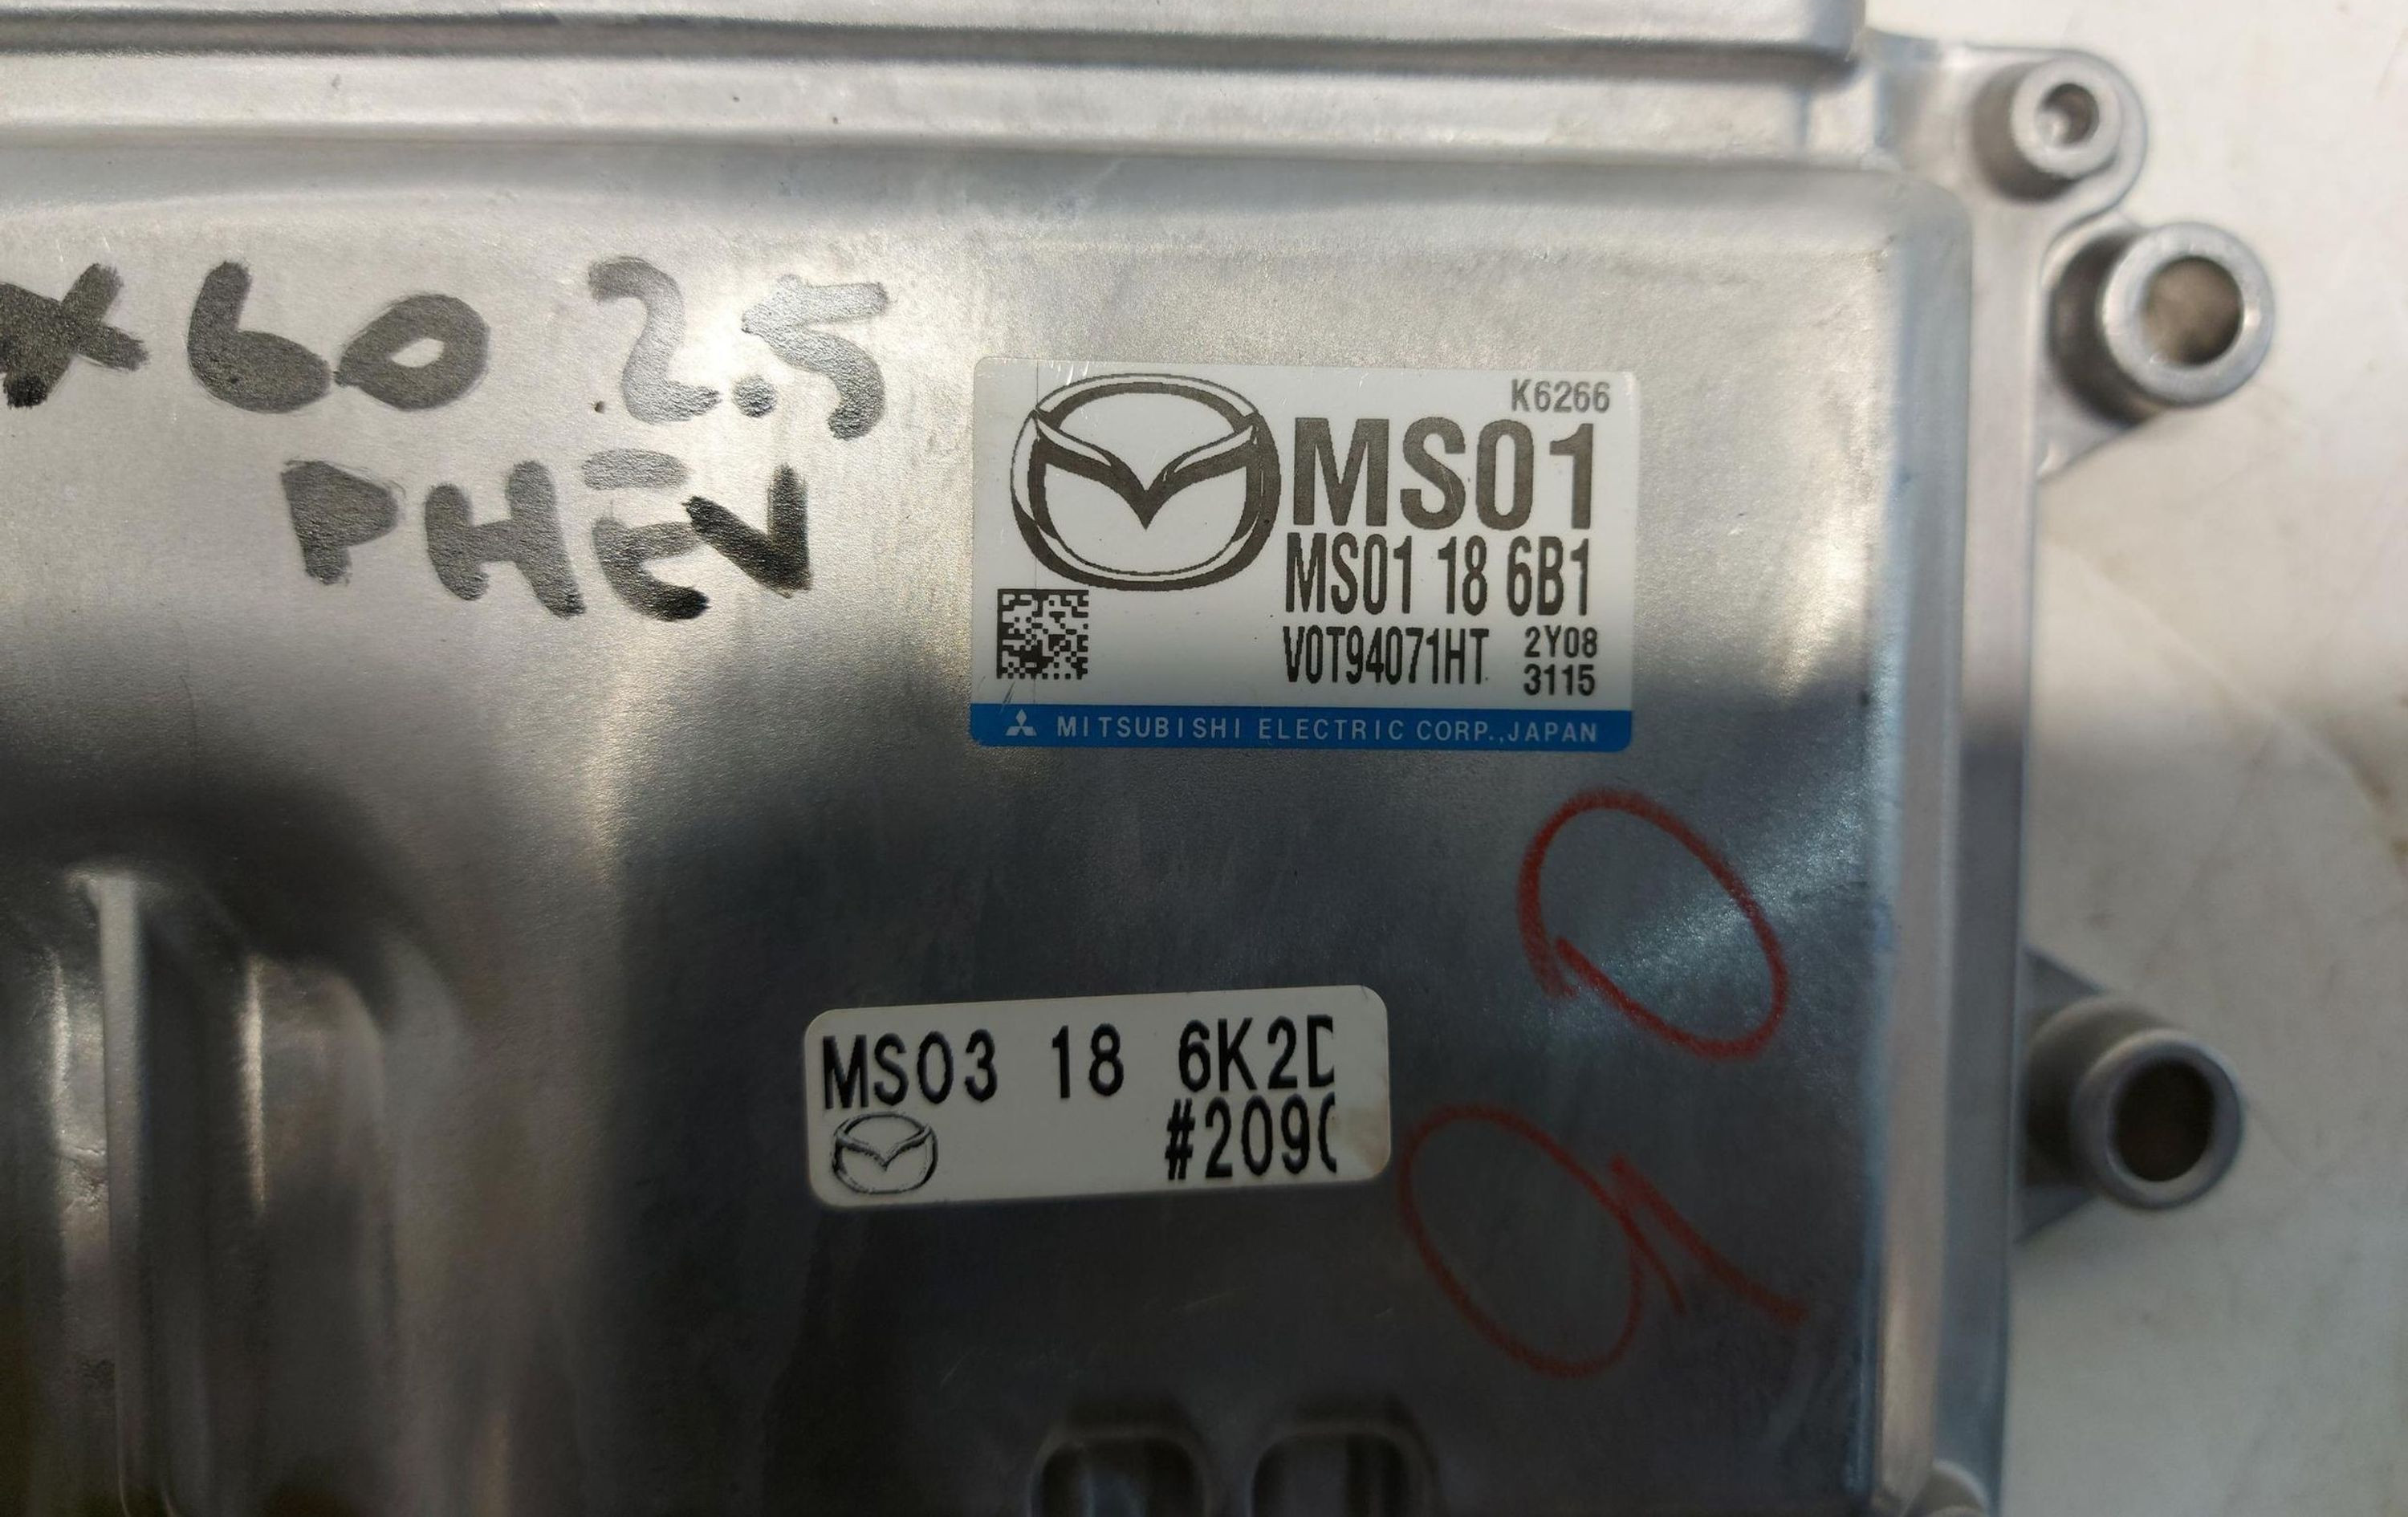 x60 2.5
PHEV
K6266
MS01
MS01 18 6B1
V0T94071HT 2Y08
3115
MITSUBISHI ELECTRIC CORP.,JAPAN
MS03 18 6K2D
#209